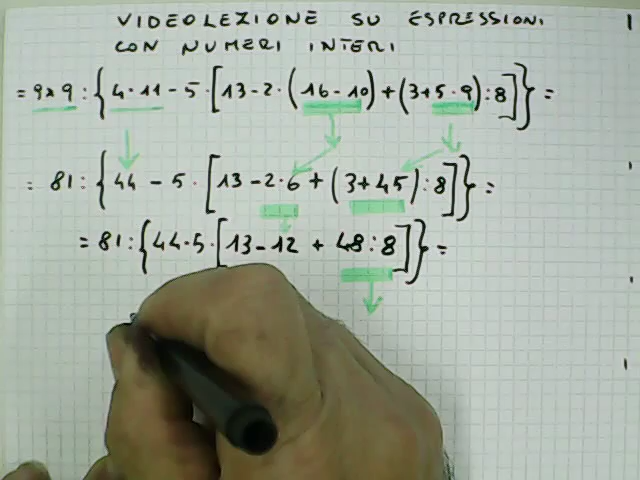 VIDEOLEZIONE SU ESPRESSIONI
CON NUMERI INTERI
= 9×9 : { 4·11 - 5·[ 13 - 2·(16-10) + (3+5·9) : 8 ] } =
= 81 : { 44 - 5·[ 13 - 2·6 + (3+45) : 8 ] } =
= 81 : { 44-5·[ 13 - 12 + 48 : 8 ] } =